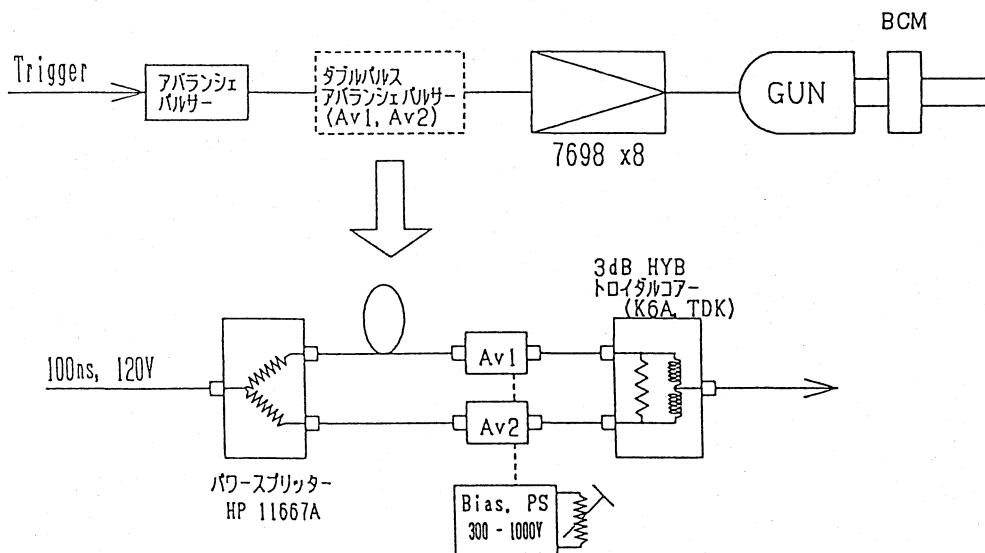 BCM
Trigger
アバランシェ
パルサー
ダブルパルス
アバランシェパルサー
(Av1, Av2)
GUN
7698 x8
3dB HYB
トロイダルコアー
(K6A, TDK)
100ns, 120V
Av1
Av2
パワースプリッター
HP 11667A
Bias, PS
300 - 1000V